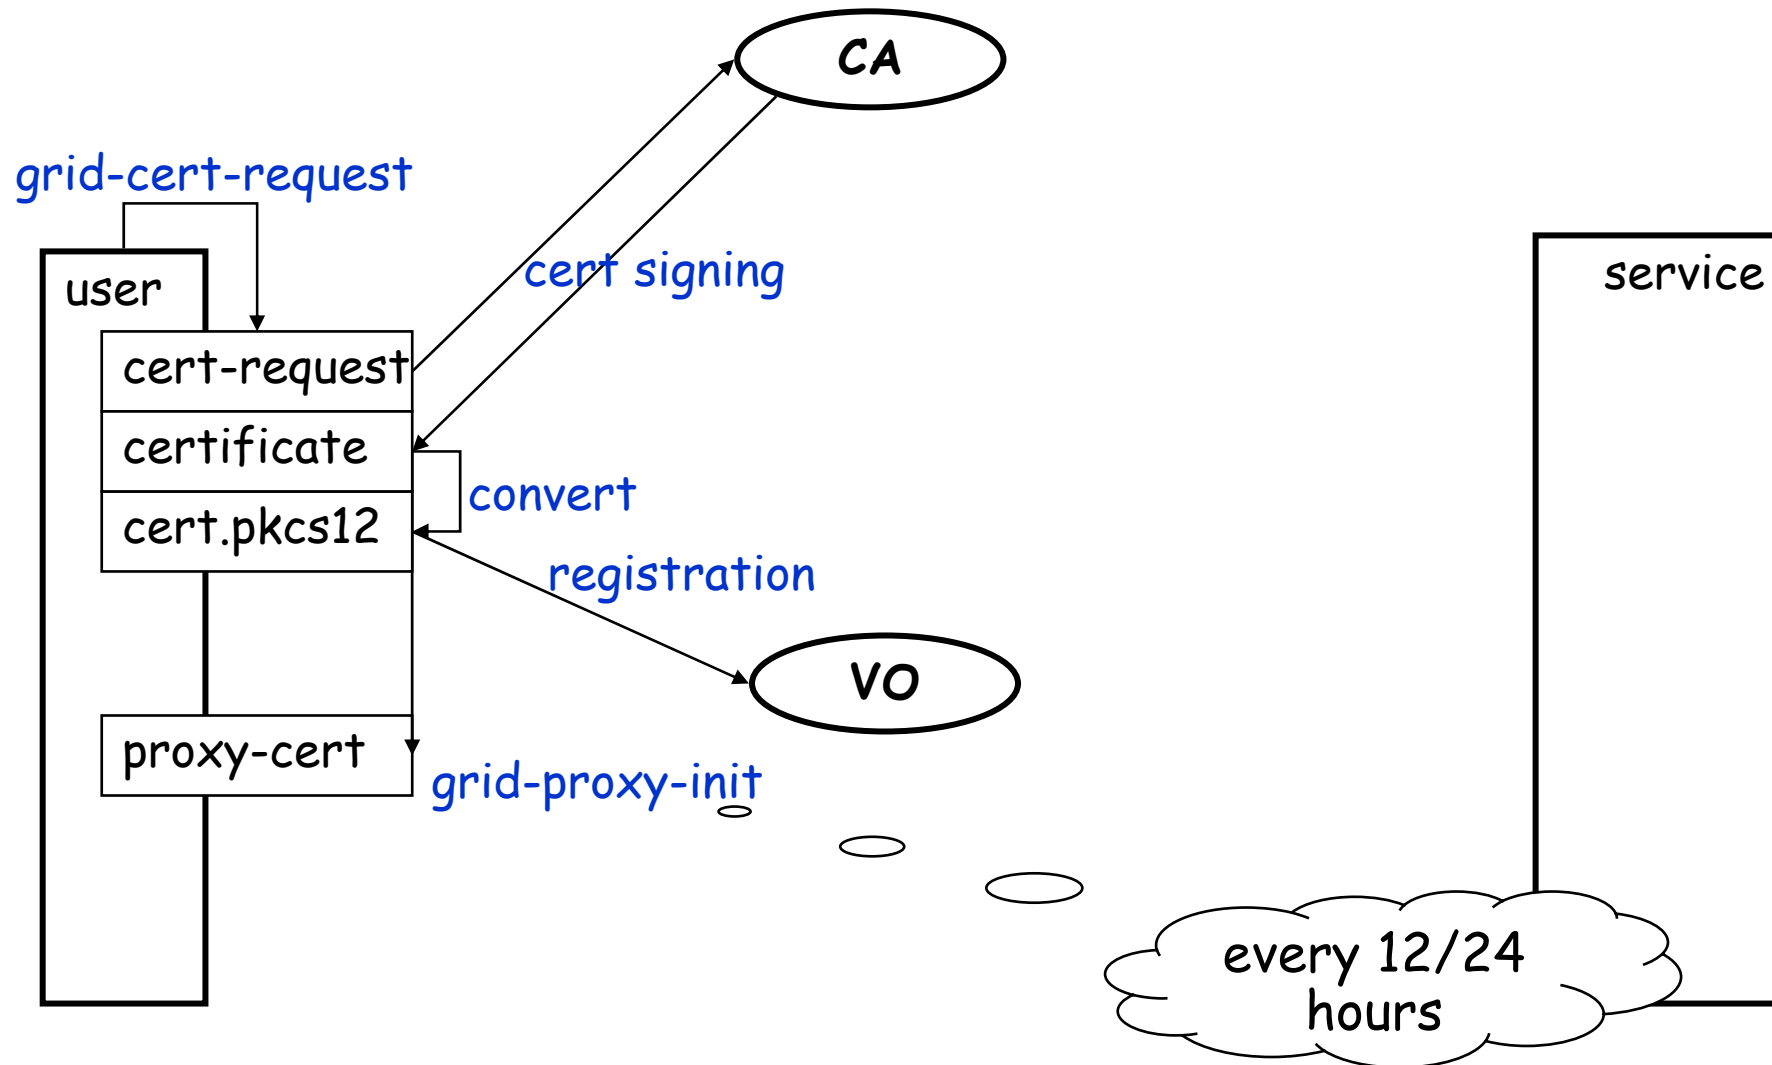 CA
grid-cert-request
cert signing
user
service
cert-request
certificate
convert
cert.pkcs12
registration
VO
proxy-cert
grid-proxy-init
every 12/24
hours